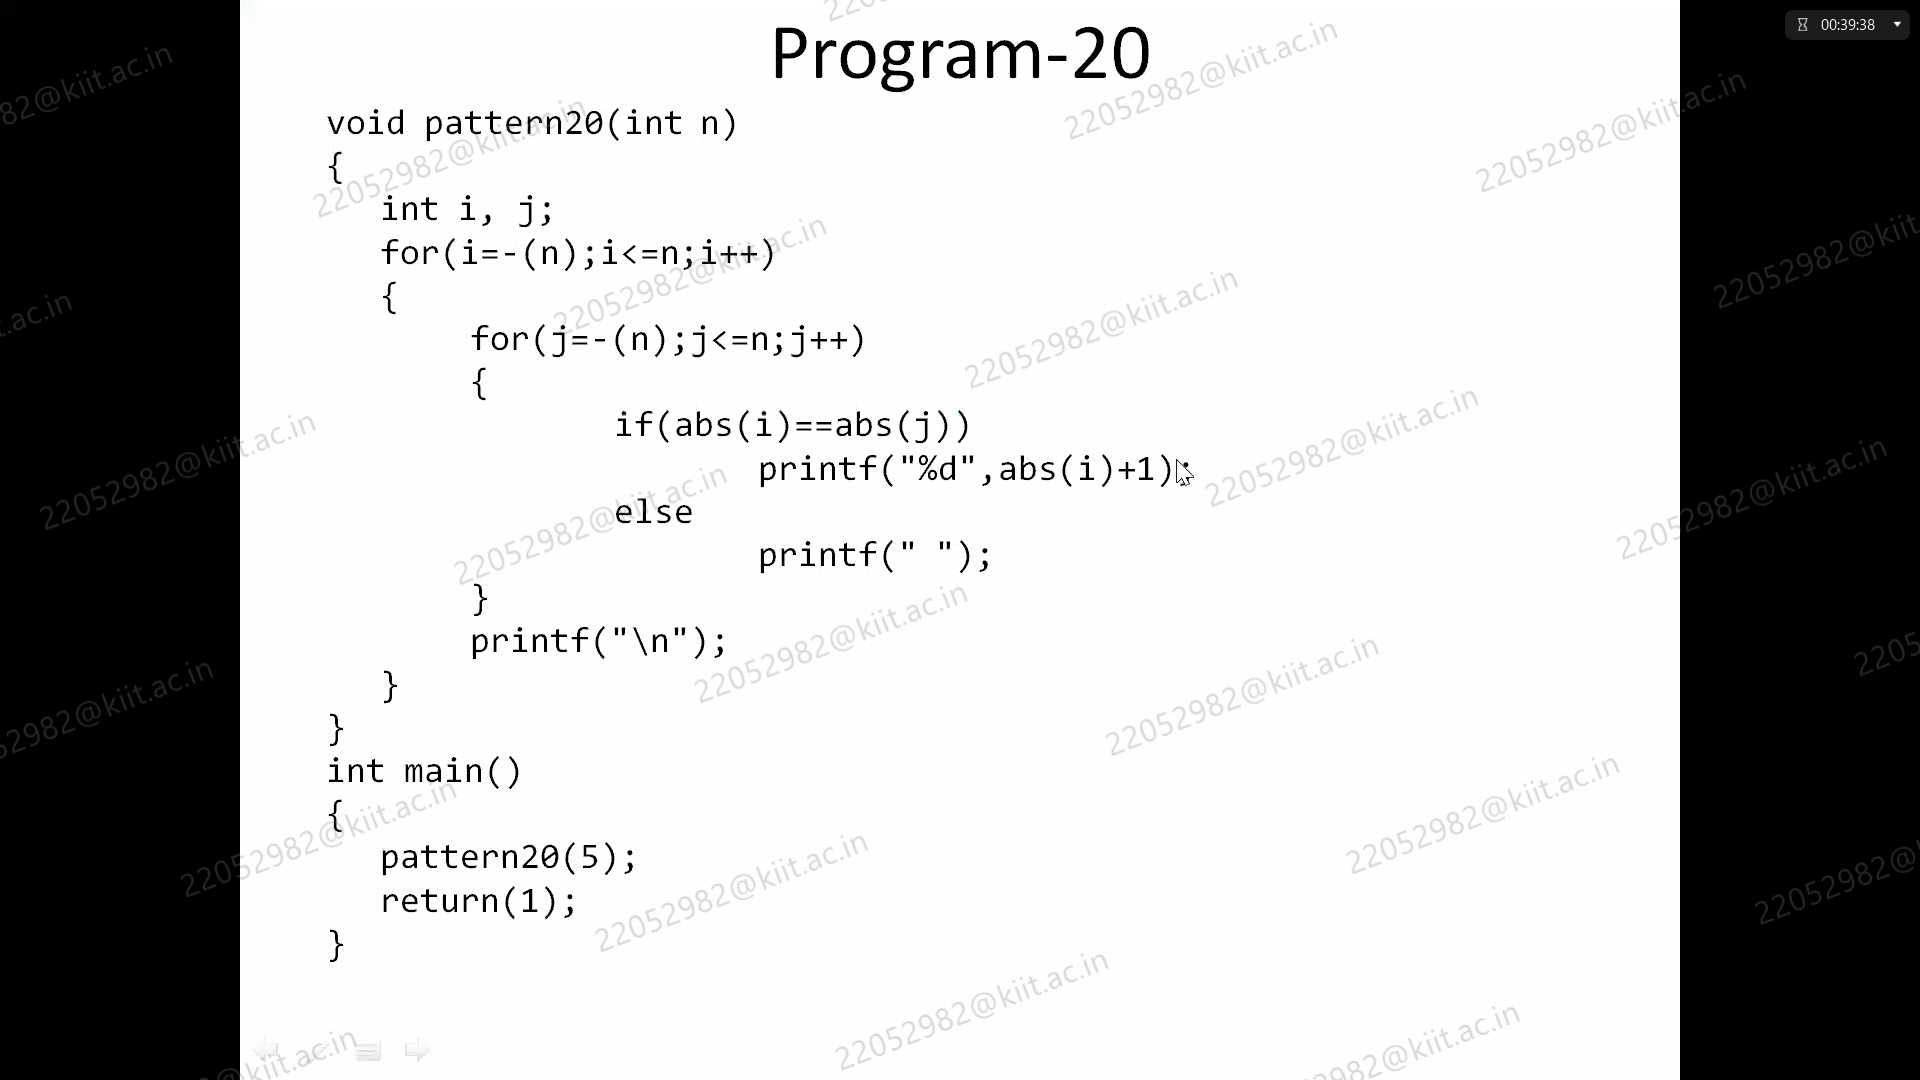 Program-20
00:39:38
void pattern20(int n)
{
int i, j;
for(i=-(n);i<=n;i++)
{
for(j=-(n);j<=n;j++)
{
if(abs(i)==abs(j))
printf("%d",abs(i)+1);
else
printf(" ");
}
printf("\n");
}
}
int main()
{
pattern20(5);
return(1);
}
22052982@kiit.ac.in